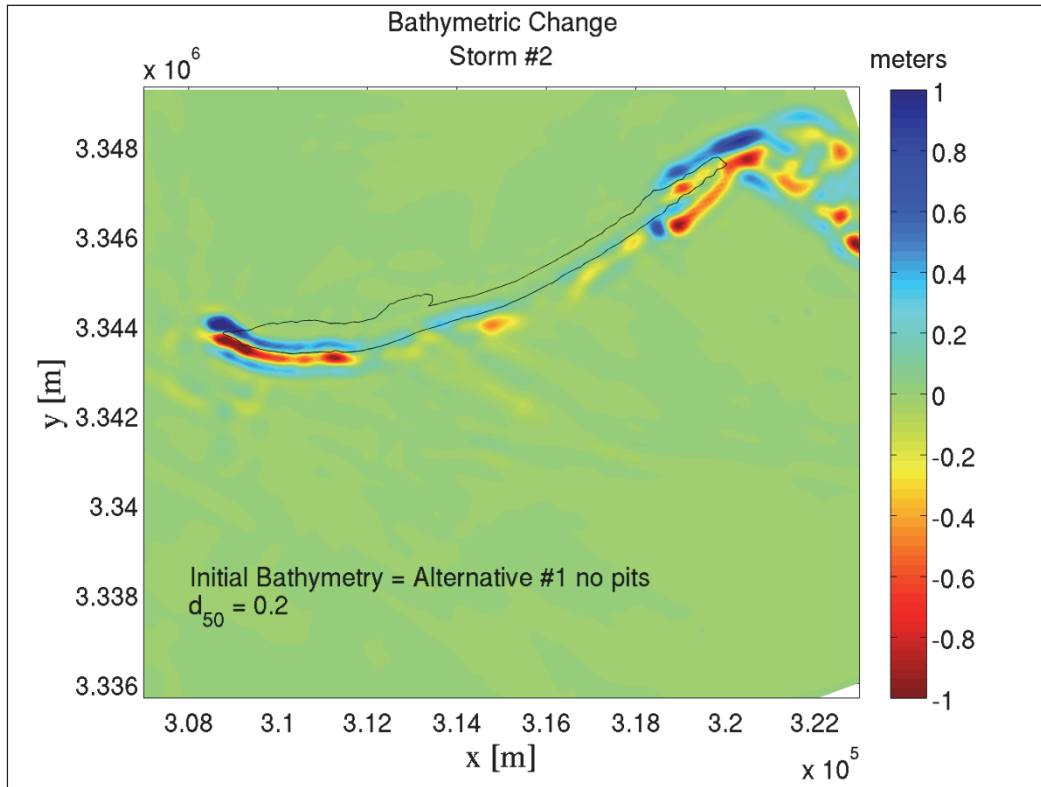 Bathymetric Change
Storm #2
x 10^6
meters
3.348
3.346
3.344
3.342
3.34
3.338
3.336
y [m]
Initial Bathymetry = Alternative #1 no pits
d_50 = 0.2
3.08
3.1
3.12
3.14
3.16
3.18
3.2
3.22
x [m]
x 10^5
1
0.8
0.6
0.4
0.2
0
-0.2
-0.4
-0.6
-0.8
-1